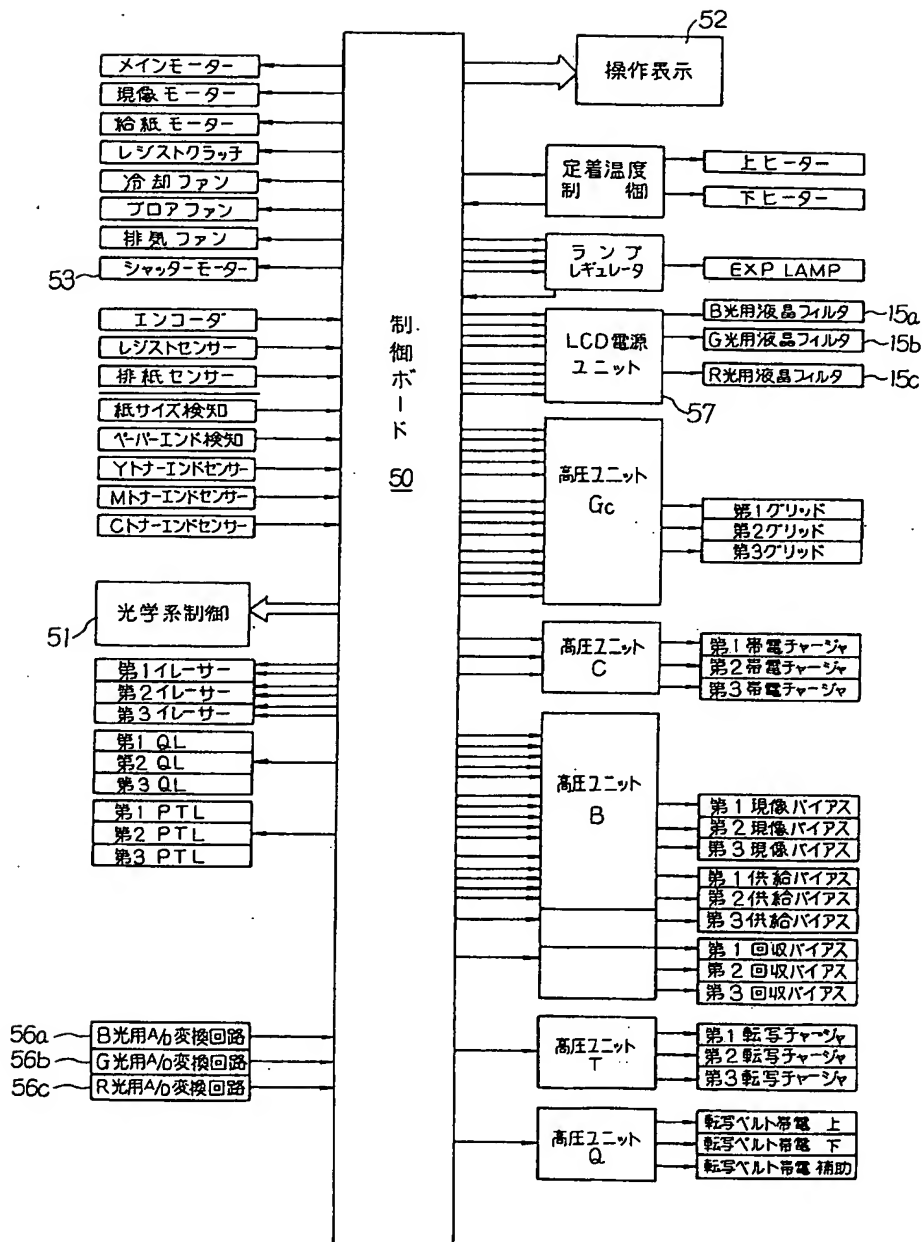 52
操作表示
メインモーター
現像モーター
給紙モーター
レジストクラッチ
冷却ファン
ブロアファン
排気ファン
53
シャッターモーター
エンコーダ
レジストセンサー
排紙センサー
紙サイズ検知
ペーパーエンド検知
Yトナーエンドセンサー
Mトナーエンドセンサー
Cトナーエンドセンサー
51
光学系制御
第1イレーサー
第2イレーサー
第3イレーサー
第1 QL
第2 QL
第3 QL
第1 PTL
第2 PTL
第3 PTL
56a
B光用A/D変換回路
56b
G光用A/D変換回路
56c
R光用A/D変換回路
制御ボード
50
定着温度
制 御
上ヒーター
下ヒーター
ランプ
レギュレータ
EXP LAMP
LCD電源
ユニット
57
B光用液晶フィルタ
15a
G光用液晶フィルタ
15b
R光用液晶フィルタ
15c
高圧ユニット
Gc
第1グリッド
第2グリッド
第3グリッド
高圧ユニット
C
第1帯電チャージャ
第2帯電チャージャ
第3帯電チャージャ
高圧ユニット
B
第1現像バイアス
第2現像バイアス
第3現像バイアス
第1供給バイアス
第2供給バイアス
第3供給バイアス
第1回収バイアス
第2回収バイアス
第3回収バイアス
高圧ユニット
T
第1転写チャージャ
第2転写チャージャ
第3転写チャージャ
高圧ユニット
Q
転写ベルト帯電 上
転写ベルト帯電 下
転写ベルト帯電 補助